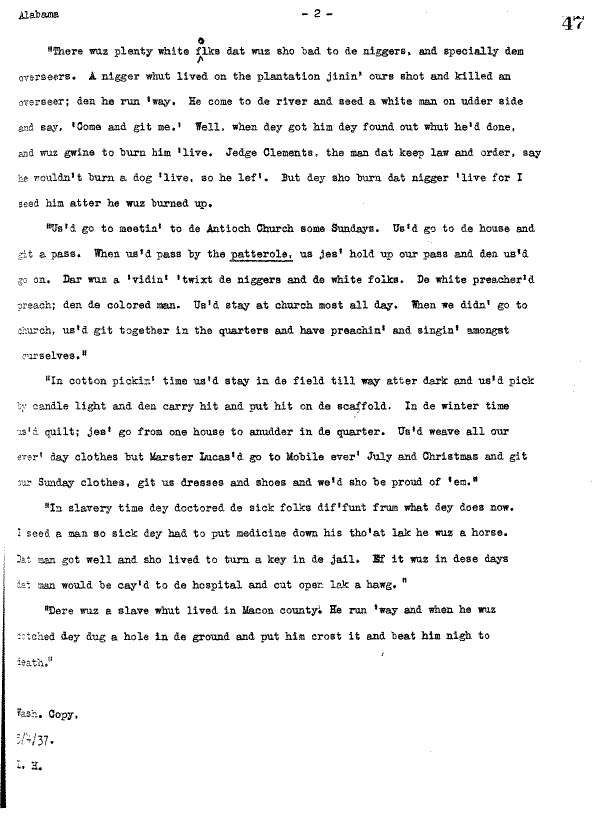 Alabama - 2 - 47
"There wuz plenty white folks dat wuz sho bad to de niggers, and specially dem
overseers. A nigger whut lived on the plantation jinin' ours shot and killed an
overseer; den he run 'way. He come to de river and seed a white man on udder side
and say, 'Come and git me.' Well, when dey got him dey found out whut he'd done,
and wuz gwine to burn him 'live. Jedge Clements, the man dat keep law and order, say
he wouldn't burn a dog 'live, so he lef'. But dey sho burn dat nigger 'live for I
seed him atter he wuz burned up.
"Us'd go to meetin' to de Antioch Church some Sundays. Us'd go to de house and
git a pass. When us'd pass by the patterole, us jes' hold up our pass and den us'd
go on. Dar wuz a 'vidin' 'twixt de niggers and de white folks. De white preacher'd
preach; den de colored man. Us'd stay at church most all day. When we didn' go to
church, us'd git together in the quarters and have preachin' and singin' amongst
ourselves."
"In cotton pickin' time us'd stay in de field till way atter dark and us'd pick
by candle light and den carry hit and put hit on de scaffold. In de winter time
us'd quilt; jes' go from one house to anudder in de quarter. Us'd weave all our
ever' day clothes but Marster Lucas'd go to Mobile ever' July and Christmas and git
our Sunday clothes, git us dresses and shoes and we'd sho be proud of 'em."
"In slavery time dey doctored de sick folks dif'funt frum what dey does now.
I seed a man so sick dey had to put medicine down his tho'at lak he wuz a horse.
Dat man got well and sho lived to turn a key in de jail. Ef it wuz in dese days
dat man would be cay'd to de hospital and cut open lak a hawg."
"Dere wuz a slave whut lived in Macon county. He run 'way and when he wuz
cotched dey dug a hole in de ground and put him crost it and beat him nigh to
death."
Wash. Copy.
/37.
L. H.